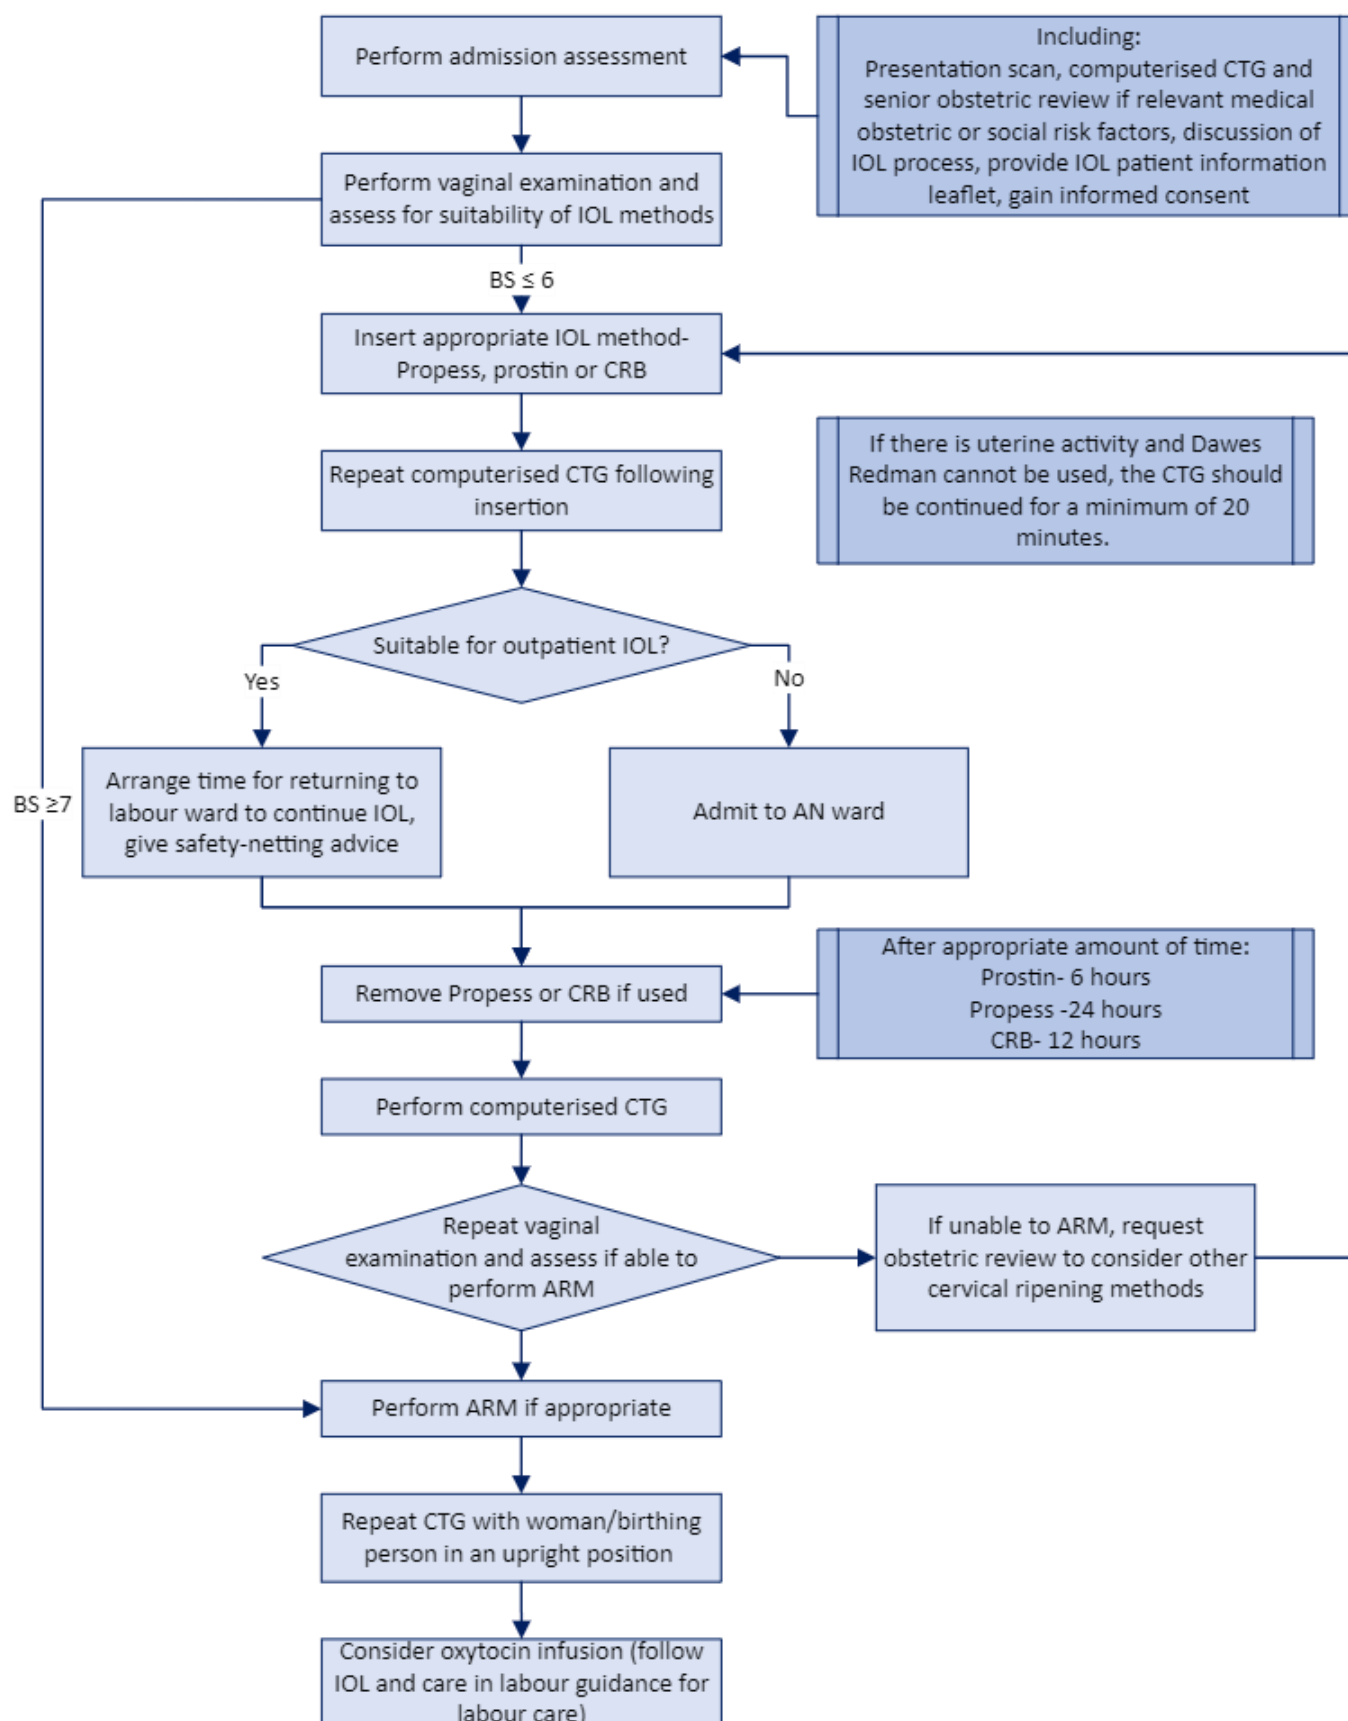 Perform admission assessment
Including:
Presentation scan, computerised CTG and
senior obstetric review if relevant medical
obstetric or social risk factors, discussion of
IOL process, provide IOL patient information
leaflet, gain informed consent
Perform vaginal examination and
assess for suitability of IOL methods
BS ≤ 6
Insert appropriate IOL method-
Propess, prostin or CRB
If there is uterine activity and Dawes
Redman cannot be used, the CTG should
be continued for a minimum of 20
minutes.
Repeat computerised CTG following
insertion
Suitable for outpatient IOL?
Yes
No
Arrange time for returning to
labour ward to continue IOL,
give safety-netting advice
Admit to AN ward
BS ≥7
After appropriate amount of time:
Prostin- 6 hours
Propess -24 hours
CRB- 12 hours
Remove Propess or CRB if used
Perform computerised CTG
Repeat vaginal
examination and assess if able to
perform ARM
If unable to ARM, request
obstetric review to consider other
cervical ripening methods
Perform ARM if appropriate
Repeat CTG with woman/birthing
person in an upright position
Consider oxytocin infusion (follow
IOL and care in labour guidance for
labour care)